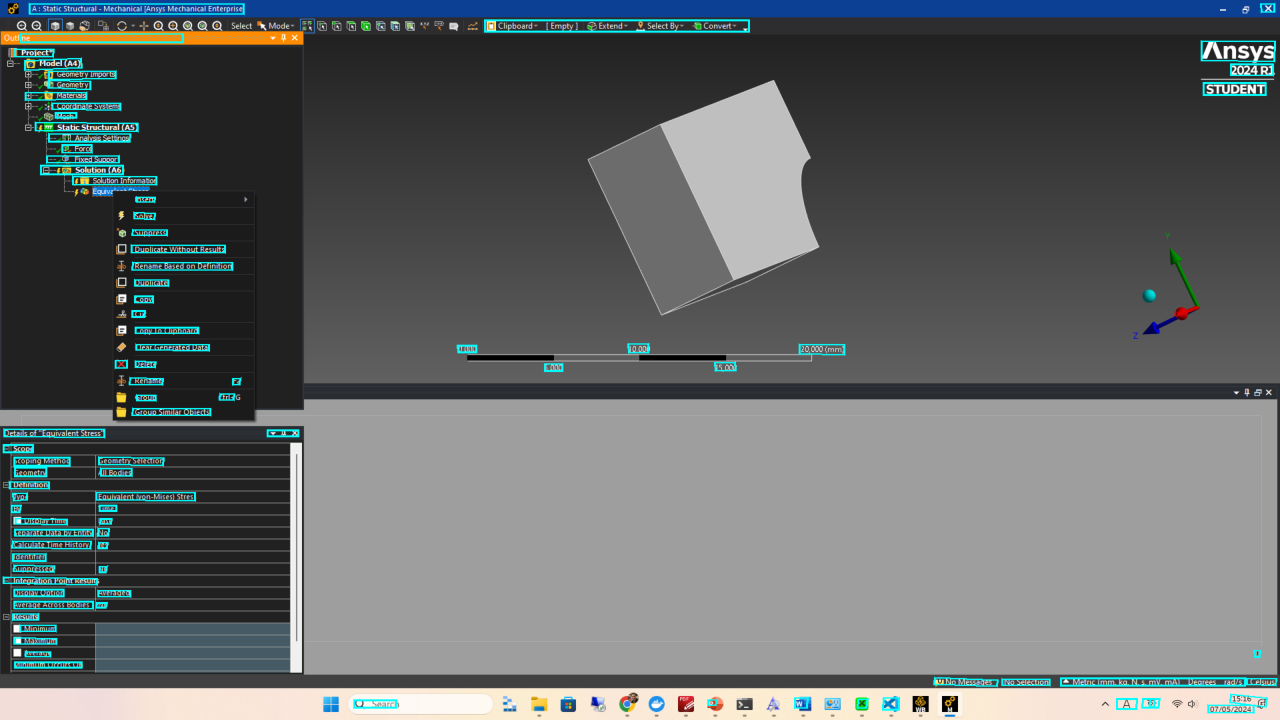 A : Static Structural - Mechanical [Ansys Mechanical Enterprise
Select
Mode
Clipboard
[ Empty ]
Extend
Select By
Convert
Outline
Project
Model (A4)
Geometry Imports
Geometry
Materials
Coordinate Systems
Mesh
Static Structural (A5)
Analysis Settings
Force
Fixed Support
Solution (A6
Solution Information
Equivalent Stress
Insert
Solve
Suppress
Duplicate Without Results
Rename Based on Definition
Duplicate
Copy
Cut
Copy To Clipboard
Clear Generated Data
Delete
Rename
Group
G
Group Similar Objects
Ansys
2024 R1
STUDENT
Y
Z
0.000
10.000
20.000 (mm)
5.000
15.000
Details of "Equivalent Stress"
Scope
Scoping Method
Geometry Selection
Geometry
All Bodies
Definition
Type
Equivalent (von-Mises) Stres
By
Time
Display Time
Last
Separate Data By Entity
No
Calculate Time History
Identifier
Suppressed
Integration Point Results
Display Option
Averaged
Average Across Bodies
Results
Minimum
Maximum
Average
Minimum Occurs On
No Messages
No Selection
Metric (mm, kg, N, s, mV, mA)
Degrees
rad/s
Celsius
Search
15:16
07/05/2024